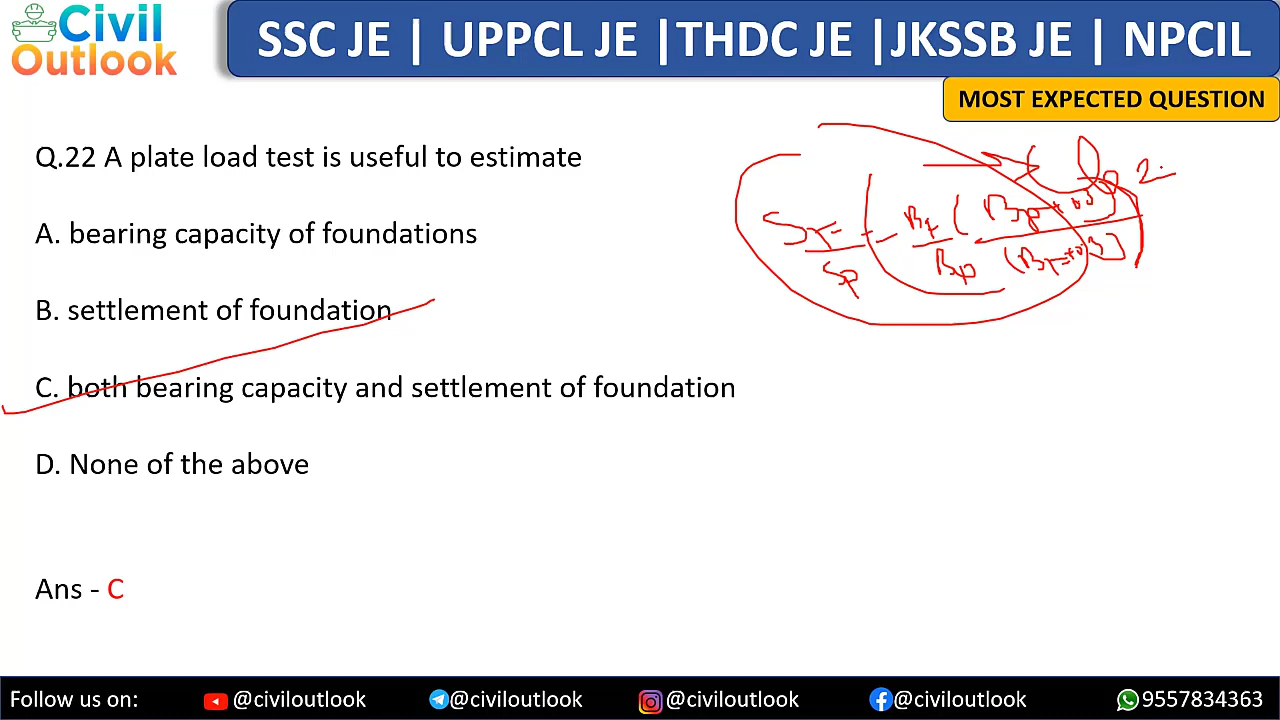 Civil
Outlook
SSC JE | UPPCL JE |THDC JE |JKSSB JE | NPCIL
MOST EXPECTED QUESTION
Q.22 A plate load test is useful to estimate
A. bearing capacity of foundations
B. settlement of foundation
C. both bearing capacity and settlement of foundation
D. None of the above
Ans - C
Follow us on: @civiloutlook @civiloutlook @civiloutlook @civiloutlook 9557834363